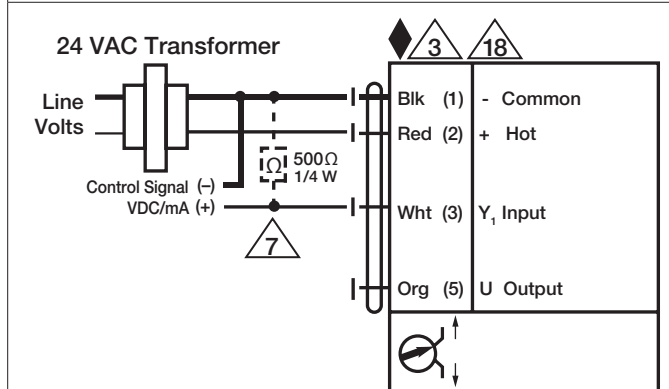 24 VAC Transformer
3
18
Line
Volts
Blk (1) - Common
Red (2) + Hot
Ω
500Ω
1/4 W
Control Signal (–)
VDC/mA (+)
Wht (3) Y₁ Input
7
Org (5) U Output